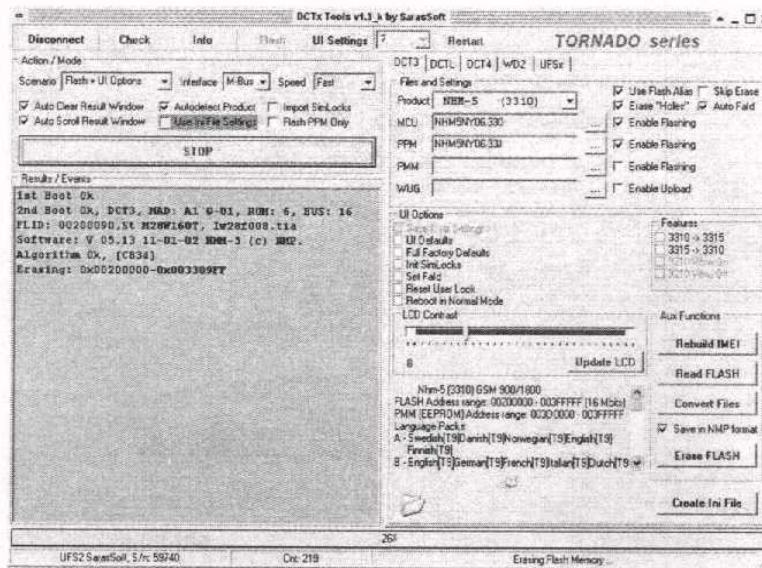 DCTx Tools v1.1_k by SarasSoft
Disconnect Check Info Flash UI Settings ? Restart TORNADO series
Action / Mode
Scenario Flash + UI Options Interface M-Bus Speed Fast
Auto Clear Result Window Autodetect Product Import SimLocks
Auto Scroll Result Window Use IniFile Settings Flash PPM Only
STOP
Results / Events
1st Boot Ok
2nd Boot Ok, DCT3, MAD: A1 G-01, ROM: 6, BUS: 16
FLID: 00200090,St M28W160T, Iw28f008.tia
Software: V 05.13 11-01-02 NHM-5 (c) NMP.
Algorithm Ok, [CB34]
Erasing: 0x00200000-0x003309FF
DCT3 DCTL DCT4 WD2 UFSx
Files and Settings
Product NHM-5 (3310)
Use Flash Alias Skip Erase
Erase "Holes" Auto Faid
MCU NHM5NY06.330 ... Enable Flashing
PPM ... Enable Flashing
PMM ... Enable Flashing
WUG ... Enable Upload
UI Options
UI Defaults
Full Factory Defaults
Init SimLocks
Set Faid
Reset User Lock
Reboot in Normal Mode
Features
3310 -> 3315
3315 -> 3310
LCD Contrast
Update LCD
Nhm-5 (3310) GSM 900/1800
FLASH Address range: 00200000 - 003FFFFF (16 Mbits)
PMM (EEPROM) Address range: 003D0000 - 003FFFFF
Language Packs:
A - Swedish[T9]Danish[T9]Norwegian[T9]English[T9]
Finnish[T9]
B - English[T9]German[T9]French[T9]Italian[T9]Dutch[T9
Aux Functions
Rebuild IMEI
Read FLASH
Convert Files
Save in NMP format
Erase FLASH
Create Ini File
26%
UFS2 SarasSoft, S/n: 59740 Cnt: 219 Erasing Flash Memory...